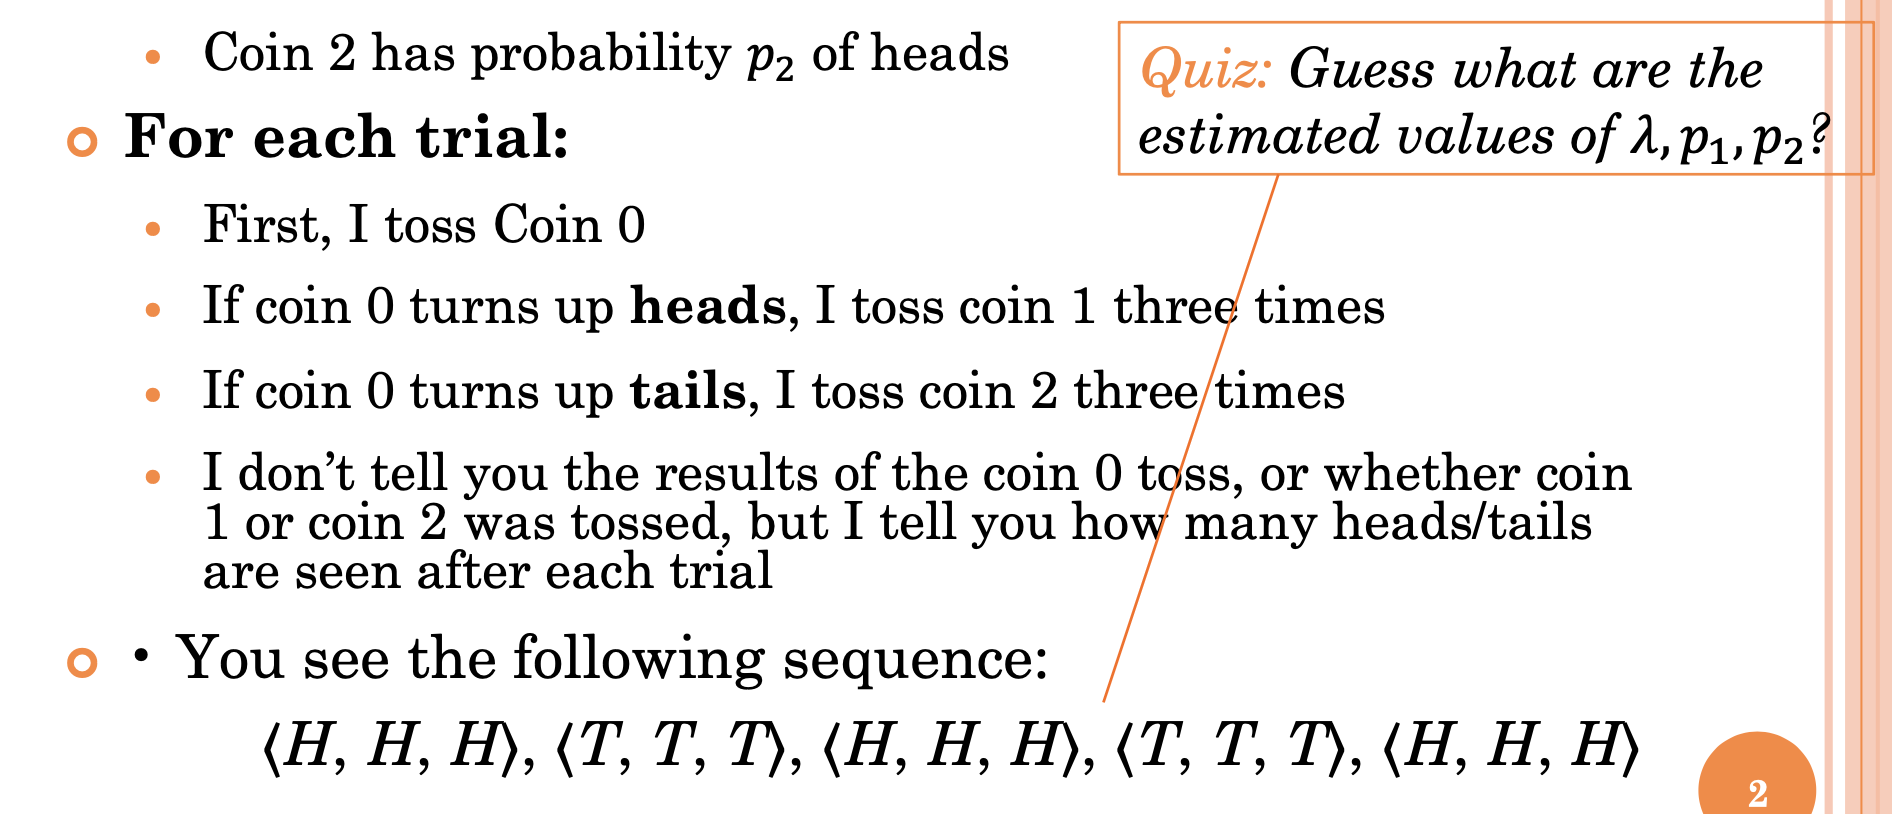 • Coin 2 has probability p₂ of heads
Quiz: Guess what are the
estimated values of λ, p₁, p₂?
For each trial:
• First, I toss Coin 0
• If coin 0 turns up heads, I toss coin 1 three times
• If coin 0 turns up tails, I toss coin 2 three times
• I don’t tell you the results of the coin 0 toss, or whether coin
1 or coin 2 was tossed, but I tell you how many heads/tails
are seen after each trial
• You see the following sequence:
⟨H, H, H⟩, ⟨T, T, T⟩, ⟨H, H, H⟩, ⟨T, T, T⟩, ⟨H, H, H⟩
2